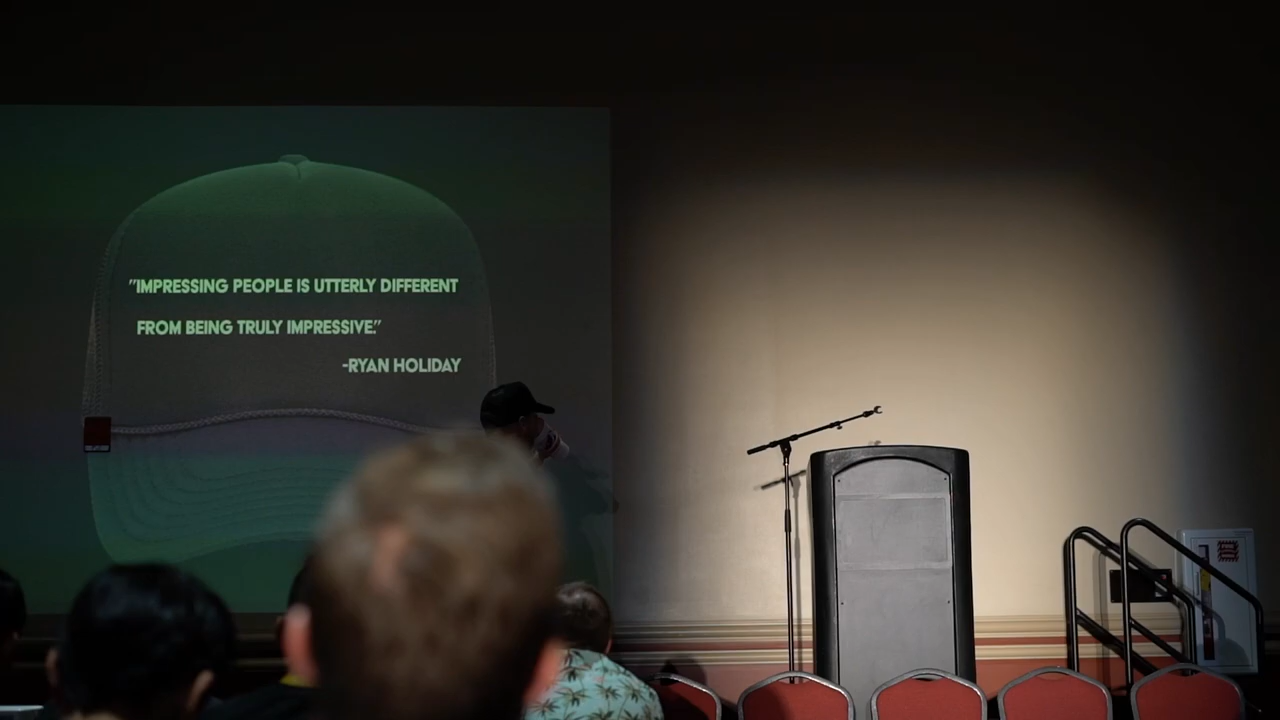 "IMPRESSING PEOPLE IS UTTERLY DIFFERENT
FROM BEING TRULY IMPRESSIVE."
-RYAN HOLIDAY